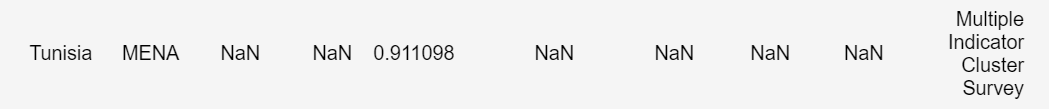 Tunisia MENA NaN NaN 0.911098 NaN NaN NaN NaN Multiple
Indicator
Cluster
Survey